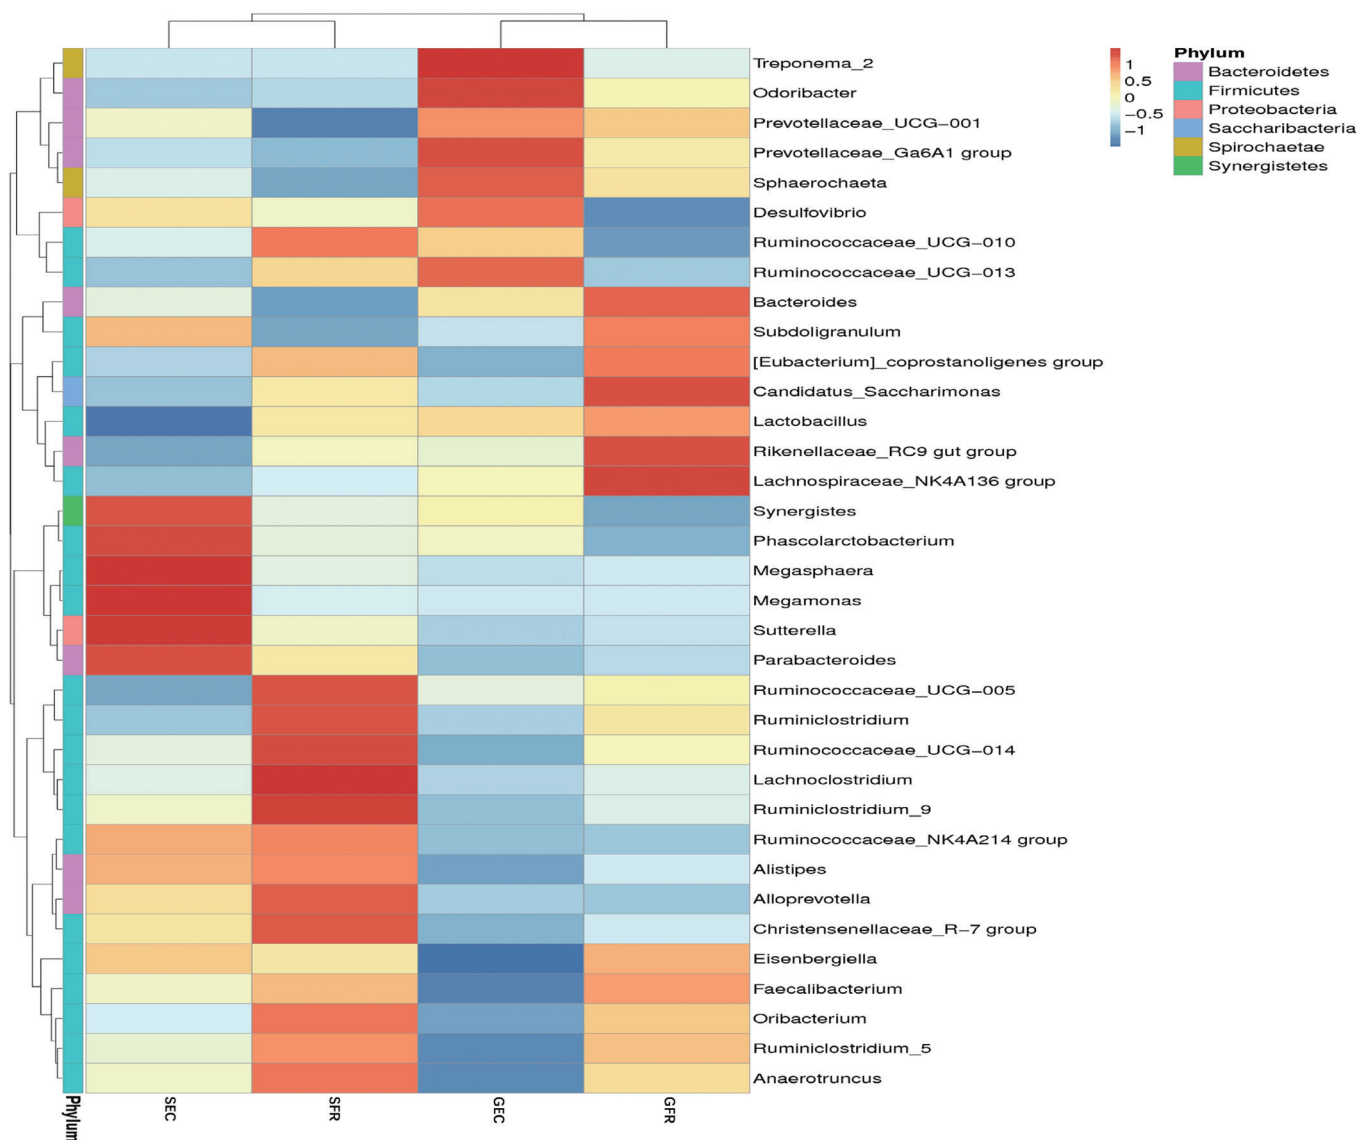 Treponema_2
Odoribacter
Prevotellaceae_UCG−001
Prevotellaceae_Ga6A1 group
Sphaerochaeta
Desulfovibrio
Ruminococcaceae_UCG−010
Ruminococcaceae_UCG−013
Bacteroides
Subdoligranulum
[Eubacterium]_coprostanoligenes group
Candidatus_Saccharimonas
Lactobacillus
Rikenellaceae_RC9 gut group
Lachnospiraceae_NK4A136 group
Synergistes
Phascolarctobacterium
Megasphaera
Megamonas
Sutterella
Parabacteroides
Ruminococcaceae_UCG−005
Ruminiclostridium
Ruminococcaceae_UCG−014
Lachnoclostridium
Ruminiclostridium_9
Ruminococcaceae_NK4A214 group
Alistipes
Alloprevotella
Christensenellaceae_R−7 group
Eisenbergiella
Faecalibacterium
Oribacterium
Ruminiclostridium_5
Anaerotruncus
Phylum
SEC
SFR
GEC
GFR
1
0.5
0
−0.5
−1
Phylum
Bacteroidetes
Firmicutes
Proteobacteria
Saccharibacteria
Spirochaetae
Synergistetes